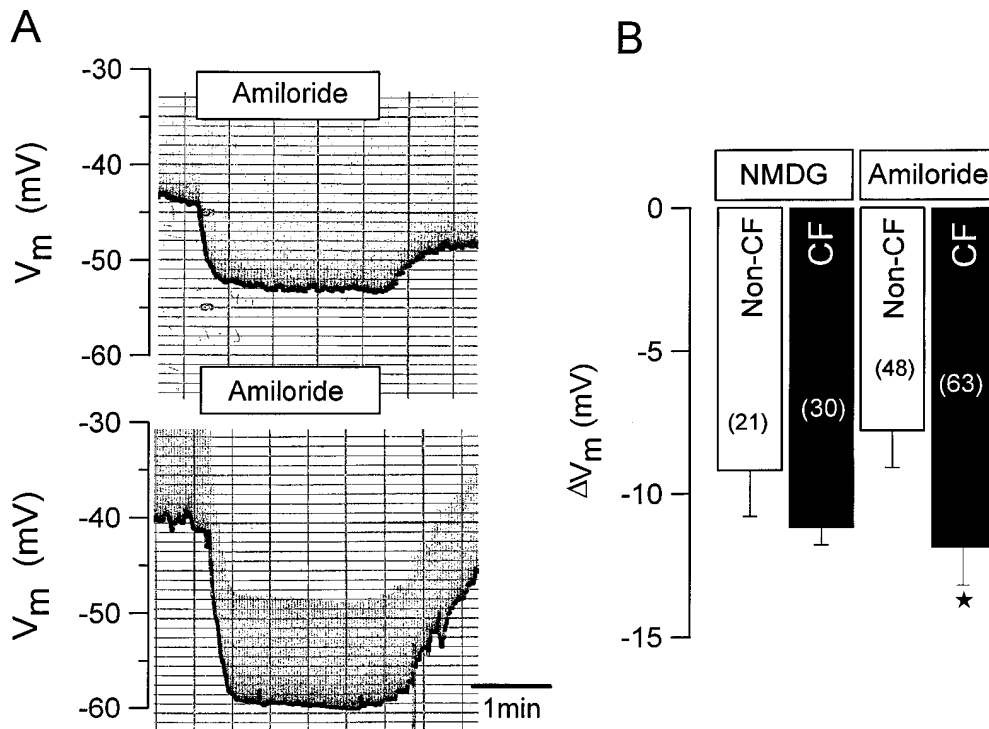 A
-30
Amiloride
-40
Vm (mV)
-50
-60
Amiloride
-30
-40
Vm (mV)
-50
-60
1min
B
NMDG Amiloride
0
Non-CF CF Non-CF CF
-5
(21) (30) (48) (63)
ΔVm (mV)
-10
★
-15